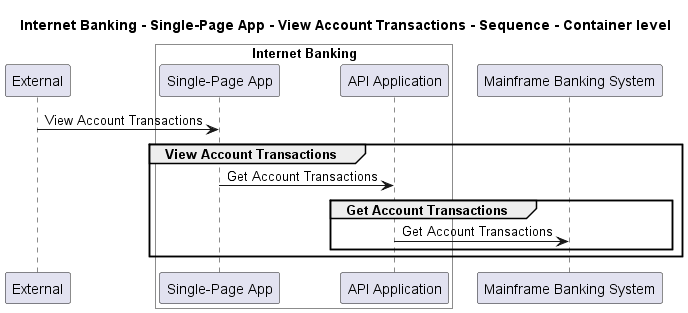 Internet Banking - Single-Page App - View Account Transactions - Sequence - Container level
Internet Banking
External
Single-Page App
API Application
Mainframe Banking System
View Account Transactions
View Account Transactions
Get Account Transactions
Get Account Transactions
Get Account Transactions
External
Single-Page App
API Application
Mainframe Banking System